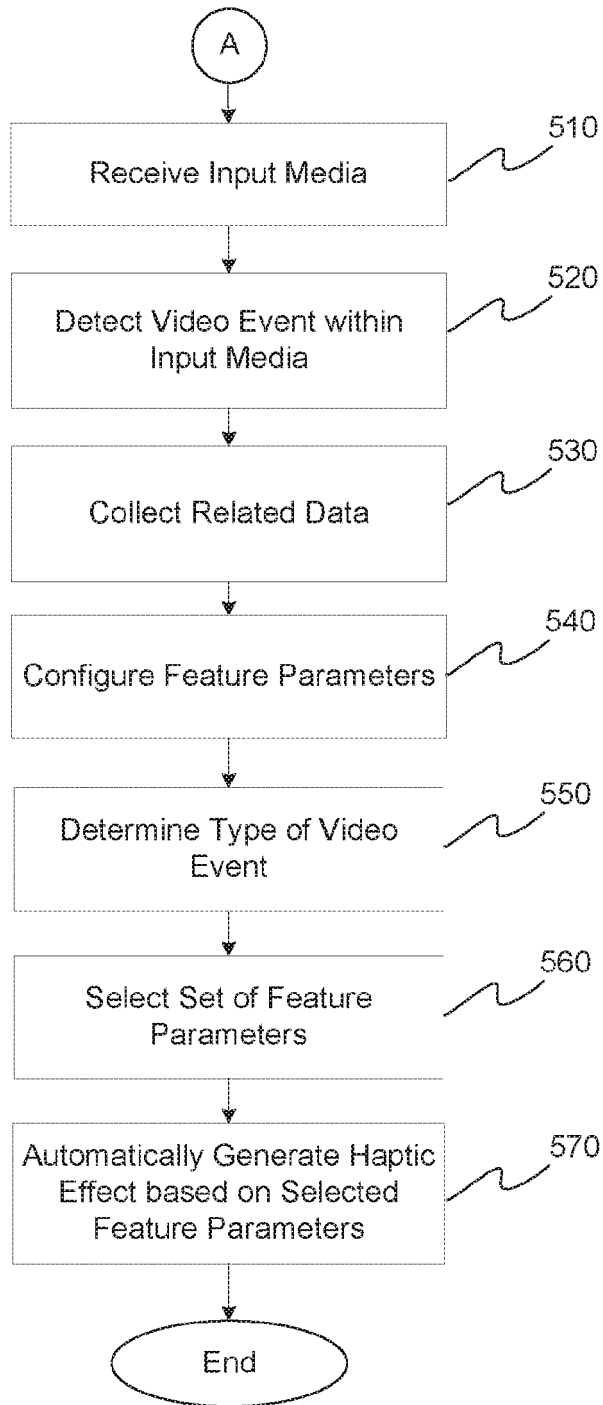 A
Receive Input Media
510
Detect Video Event within
Input Media
520
Collect Related Data
530
Configure Feature Parameters
540
Determine Type of Video
Event
550
Select Set of Feature
Parameters
560
Automatically Generate Haptic
Effect based on Selected
Feature Parameters
570
End